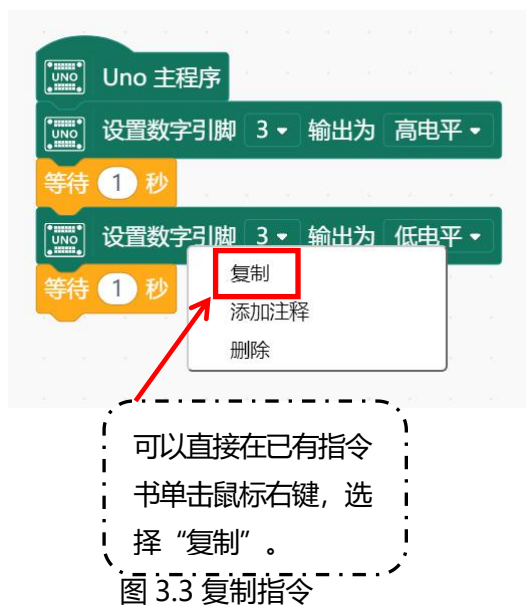 UNO Uno 主程序
UNO 设置数字引脚 3 输出为 高电平
等待 1 秒
UNO 设置数字引脚 3 输出为 低电平
等待 1 秒
复制
添加注释
删除
可以直接在已有指令
书单击鼠标右键，选
择“复制”。
图 3.3 复制指令